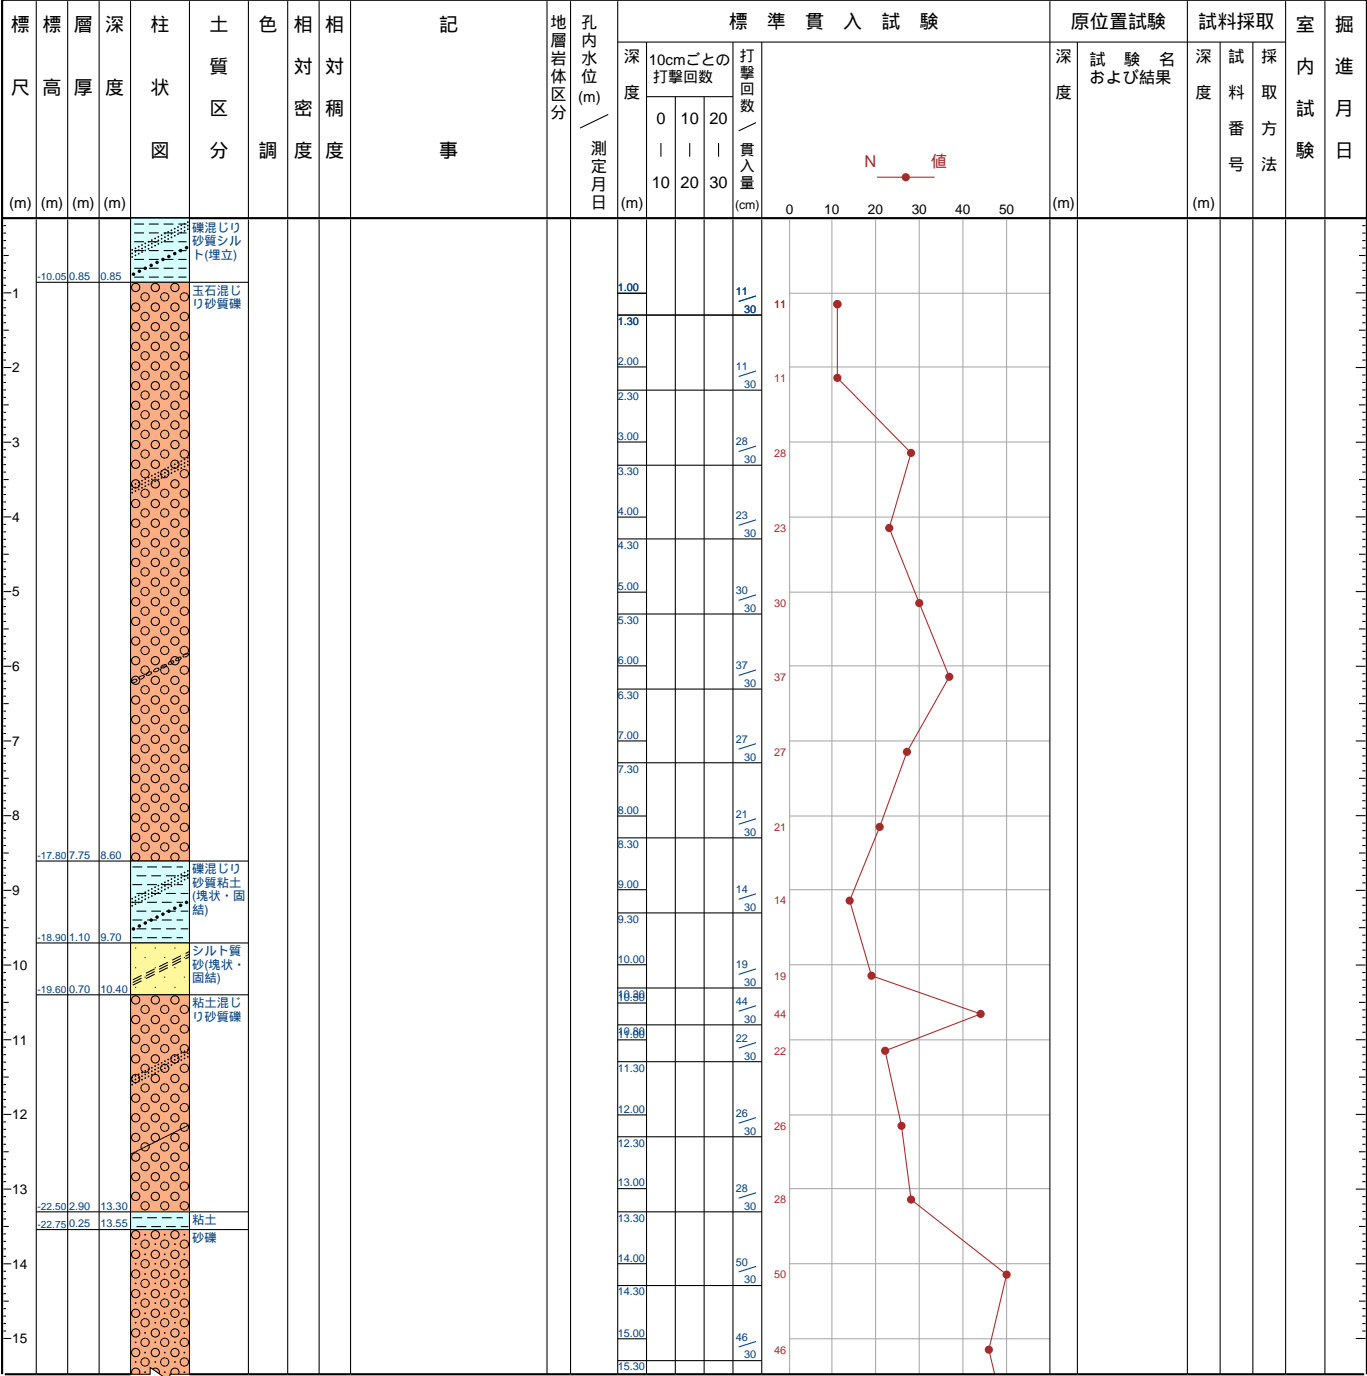 標尺
(m)
標高
(m)
層厚
(m)
深度
(m)
柱状図
土質区分
色調
相対密度
相対稠度
記事
地層岩体区分
孔内水位(m)／測定月日
標準貫入試験
深度
(m)
10cmごとの
打撃回数
0 10 20
| | |
10 20 30
打撃回数／貫入量
(cm)
N 値
0 10 20 30 40 50
原位置試験
深度
(m)
試験名
および結果
試料採取
深度
(m)
試料番号
採取方法
室内試験
掘進月日
礫混じり
砂質シル
ト(埋立)
-10.05 0.85 0.85
玉石混じ
り砂質礫
1
1.00 11/30 11
1.30
2
2.00 11/30 11
2.30
3
3.00 28/30 28
3.30
4
4.00 23/30 23
4.30
5
5.00 30/30 30
5.30
6
6.00 37/30 37
6.30
7
7.00 27/30 27
7.30
8
8.00 21/30 21
8.30
-17.80 7.75 8.60
礫混じり
砂質粘土
(塊状・固
結)
9
9.00 14/30 14
9.30
-18.90 1.10 9.70
シルト質
砂(塊状・
固結)
10
10.00 19/30 19
-19.60 0.70 10.40
10.30
粘土混じ
り砂質礫
10.50 44/30 44
10.80
11
11.00 22/30 22
11.30
12
12.00 26/30 26
12.30
13
13.00 28/30 28
-22.50 2.90 13.30
13.30
-22.75 0.25 13.55
粘土
砂礫
14
14.00 50/30 50
14.30
15
15.00 46/30 46
15.30